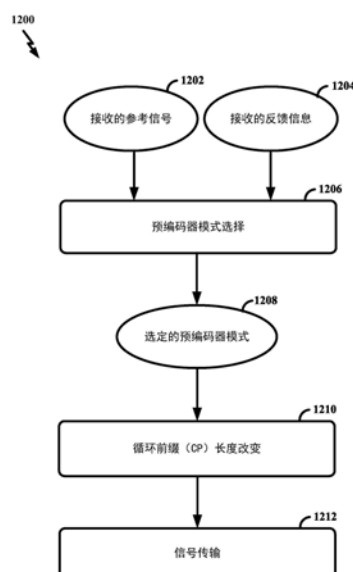 1200
1202
1204
接收的参考信号
接收的反馈信息
1206
预编码器模式选择
1208
选定的预编码器模式
1210
循环前缀（CP）长度改变
1212
信号传输